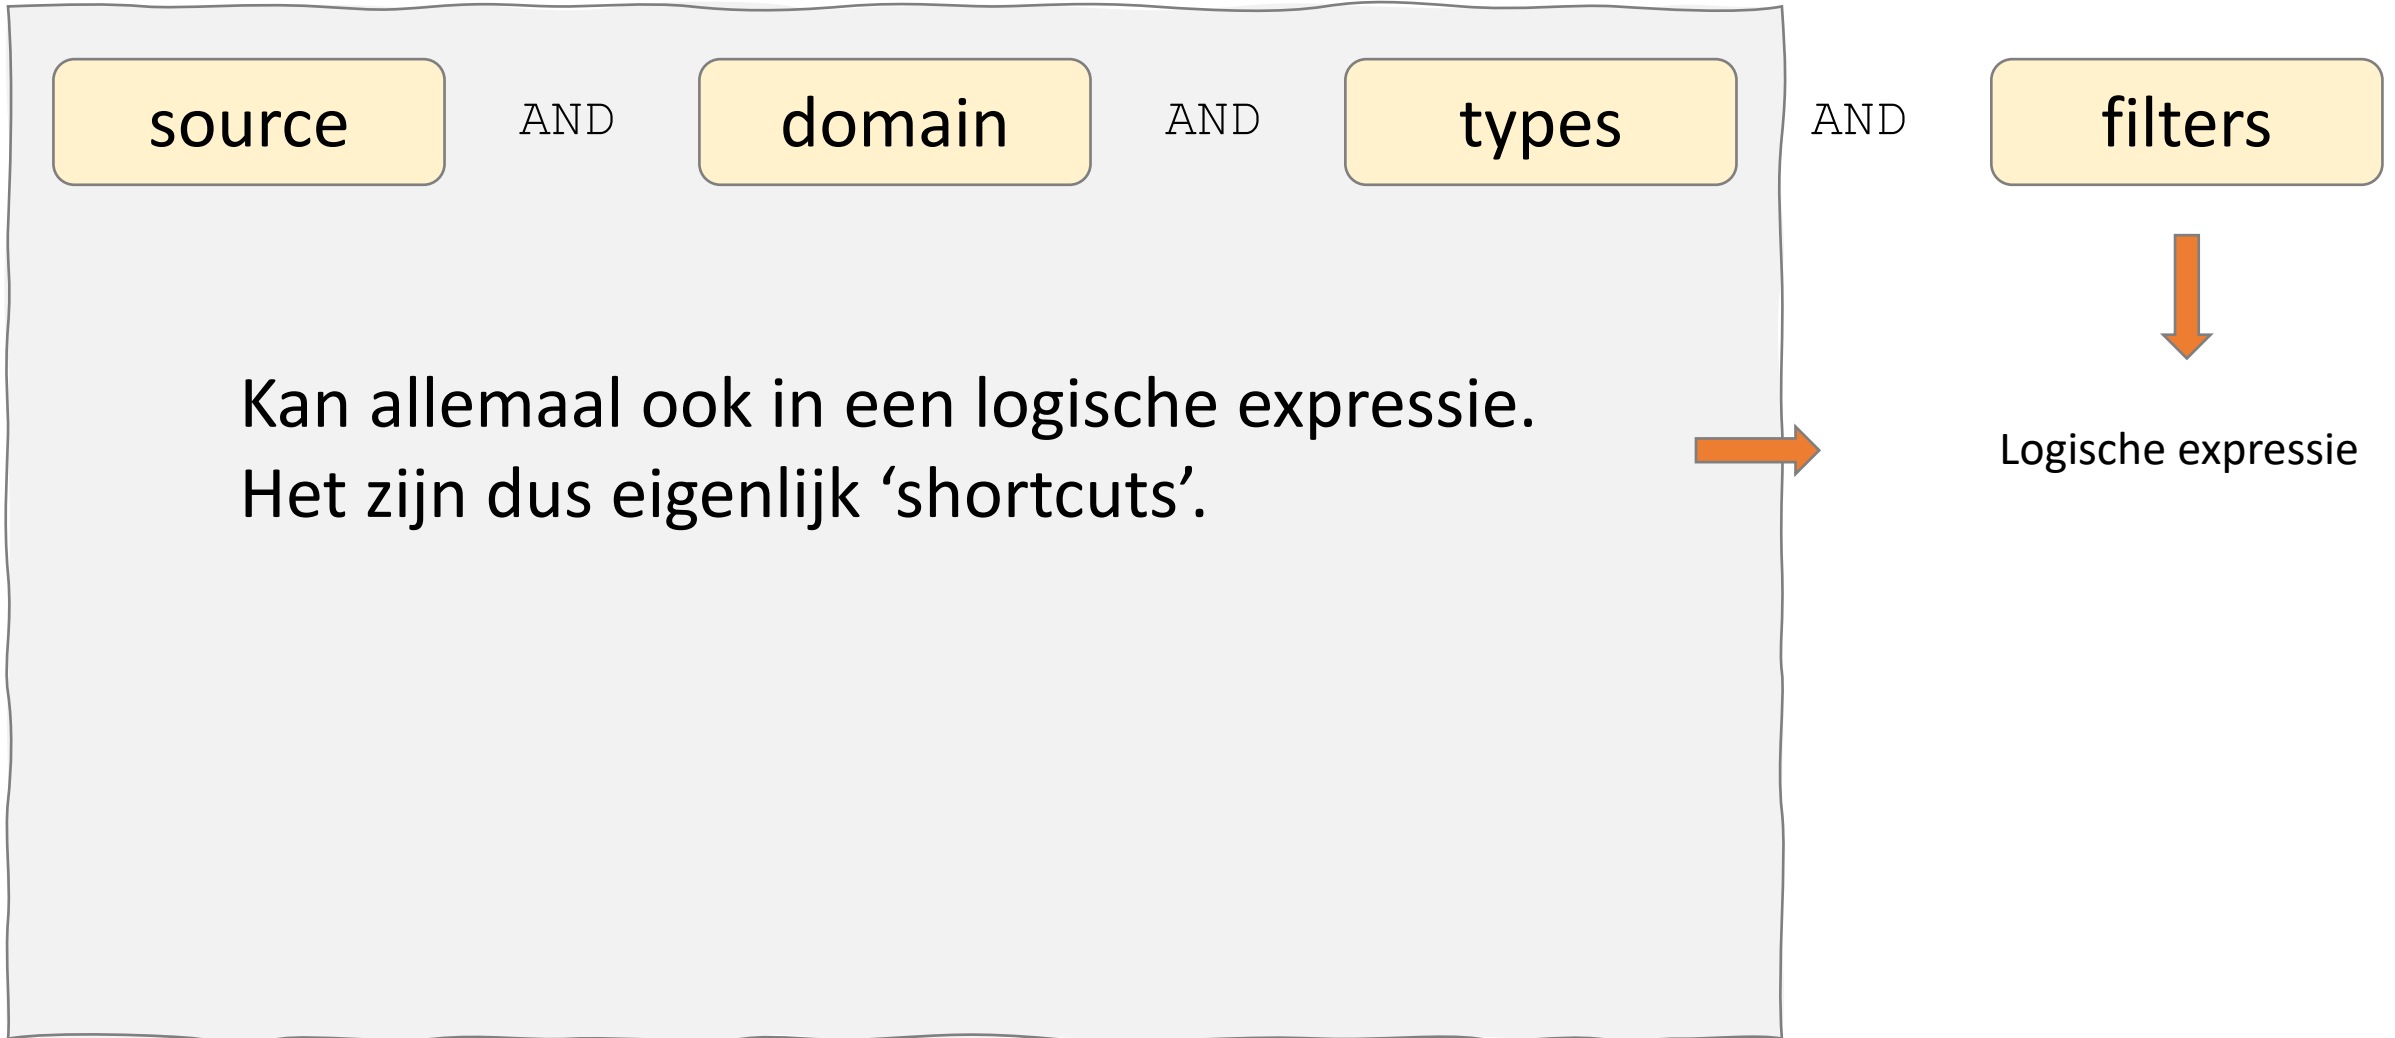 source AND domain AND types AND filters
Kan allemaal ook in een logische expressie.
Het zijn dus eigenlijk ‘shortcuts’.
Logische expressie